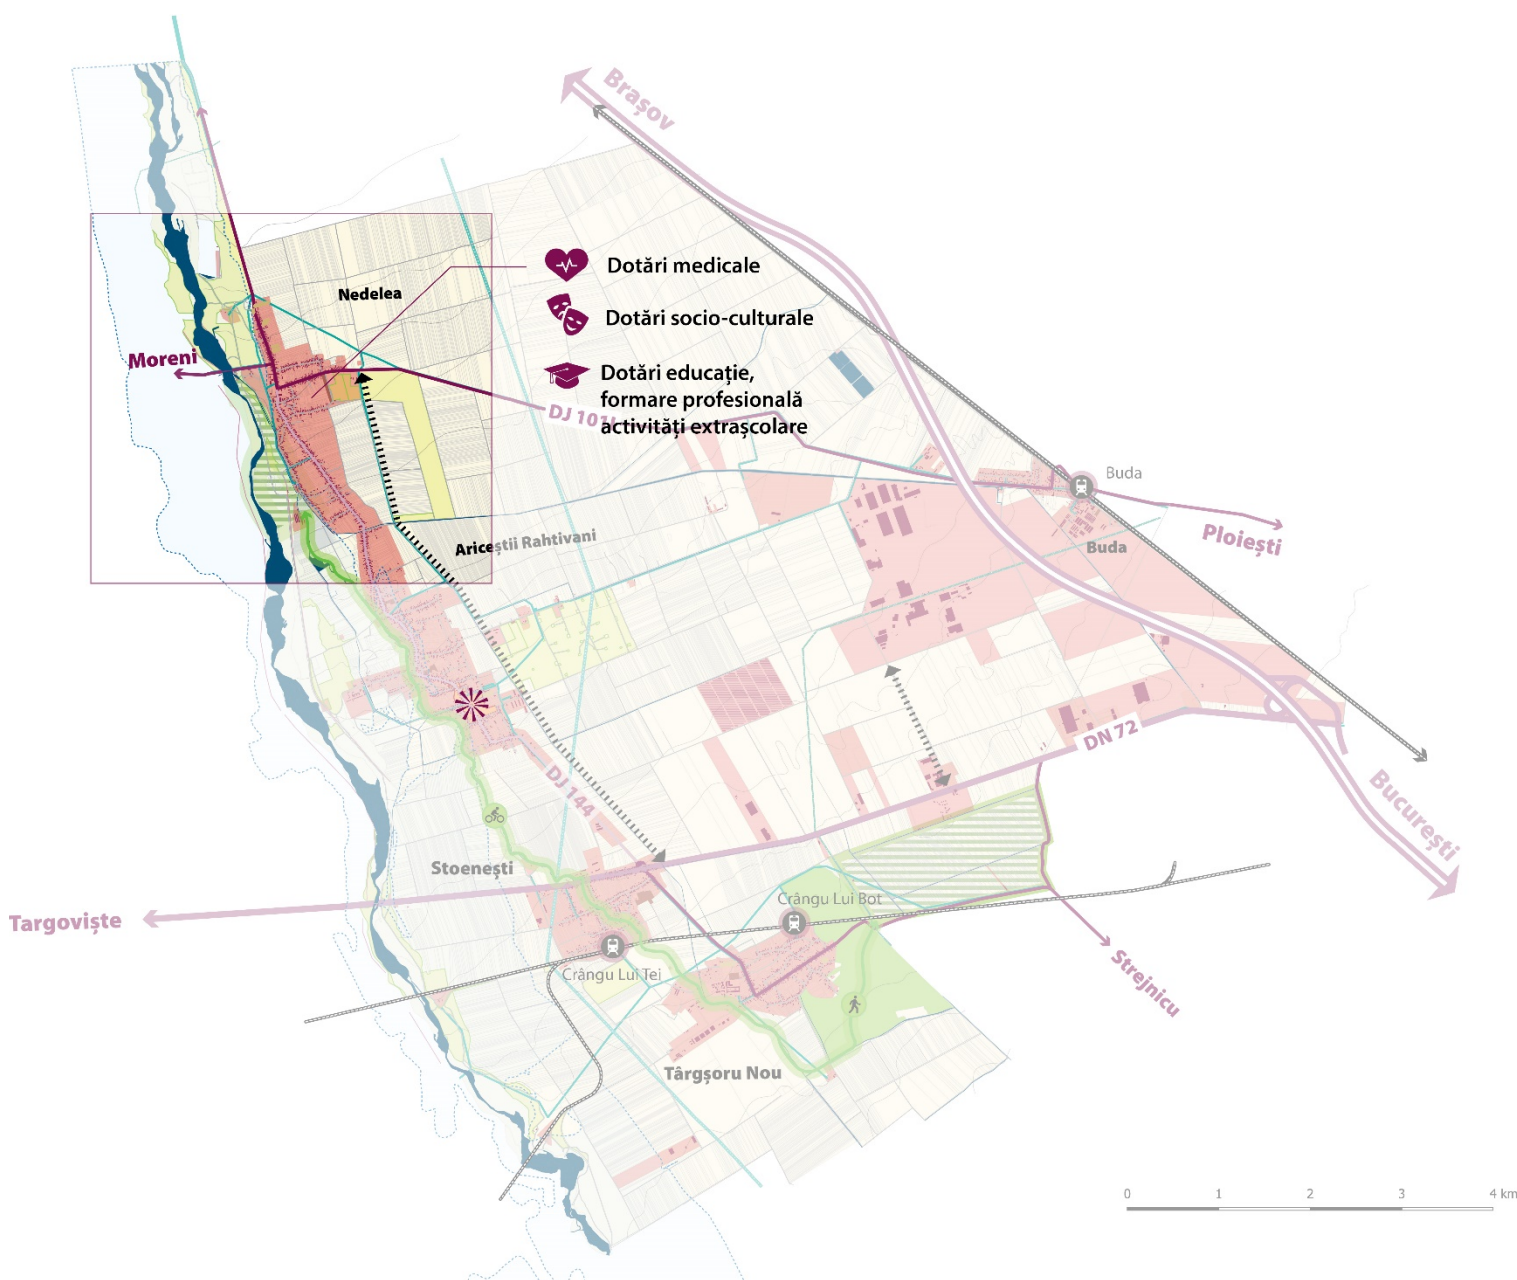 Brașov
Dotări medicale
Nedelea
Dotări socio-culturale
Moreni
Dotări educație,
formare profesională
activități extrașcolare
DJ 101
Buda
Ploiești
Buda
Ariceștii Rahtivani
DN 72
DJ 144
București
Stoenești
Crângu Lui Bot
Targoviște
Crângu Lui Tei
Strejnicu
Târgșoru Nou
0 1 2 3 4 km